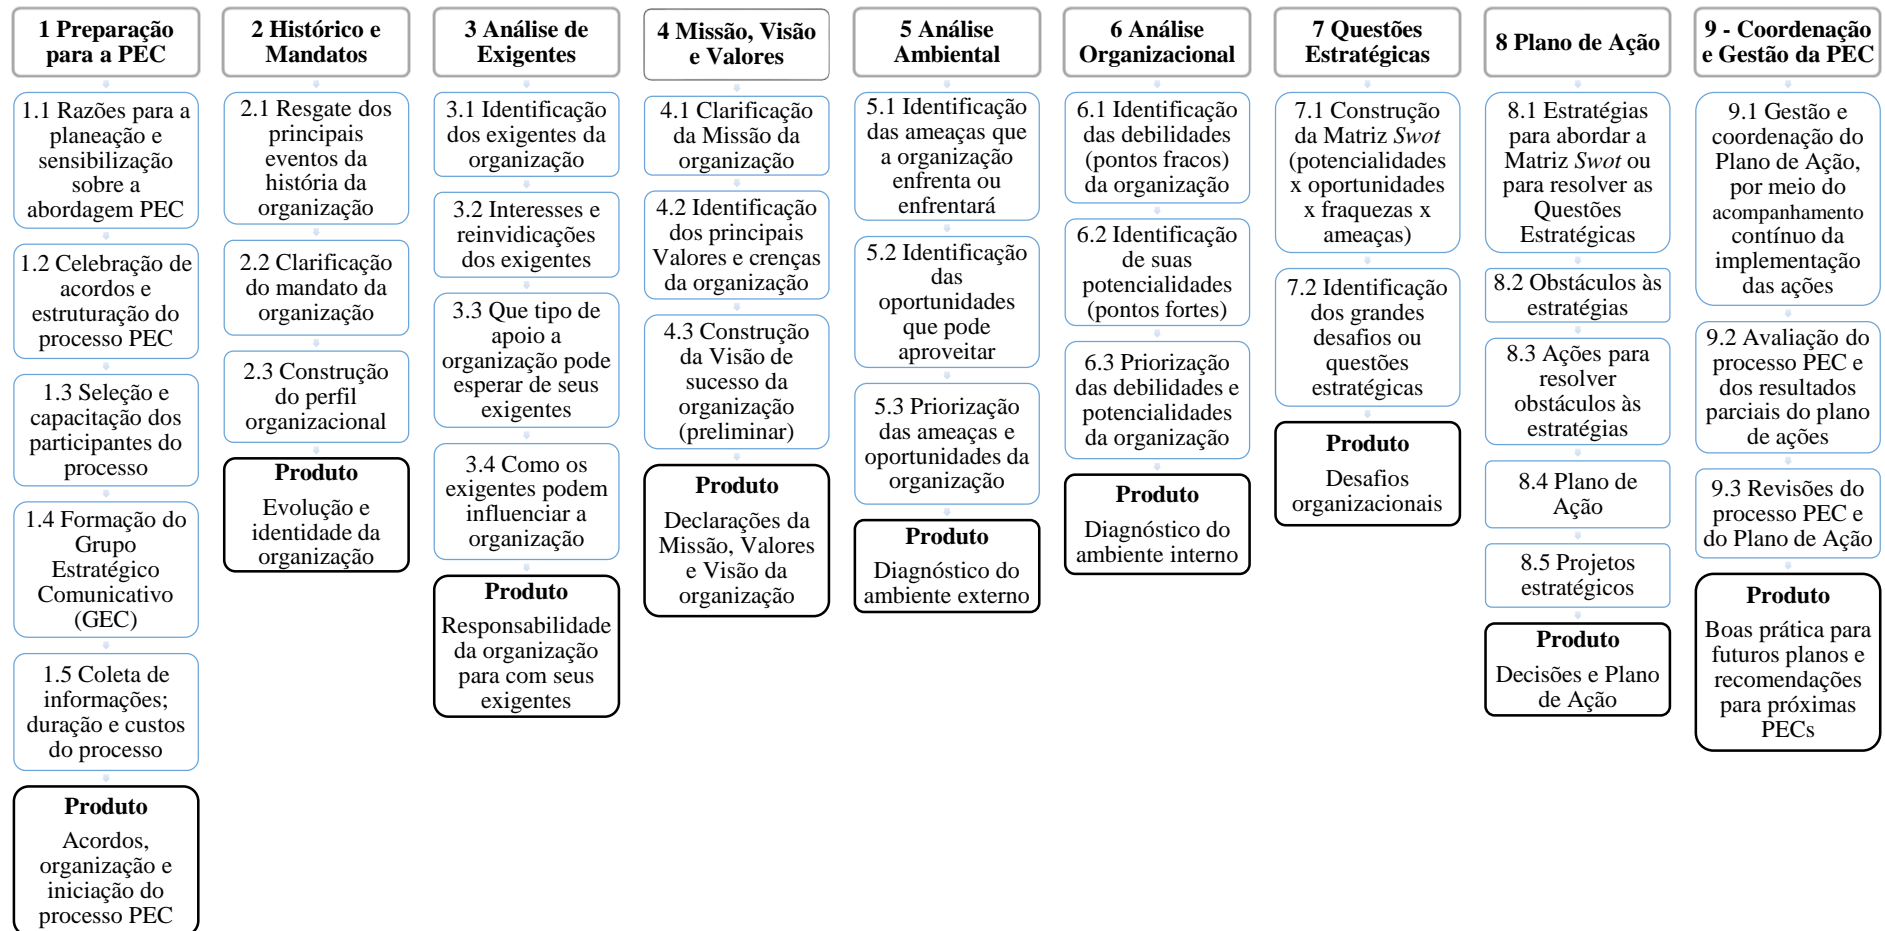 1 Preparação
para a PEC
1.1 Razões para a
planeação e
sensibilização
sobre a
abordagem PEC
1.2 Celebração de
acordos e
estruturação do
processo PEC
1.3 Seleção e
capacitação dos
participantes do
processo
1.4 Formação do
Grupo
Estratégico
Comunicativo
(GEC)
1.5 Coleta de
informações;
duração e custos
do processo
Produto
Acordos,
organização e
iniciação do
processo PEC
2 Histórico e
Mandatos
2.1 Resgate dos
principais
eventos da
história da
organização
2.2 Clarificação
do mandato da
organização
2.3 Construção
do perfil
organizacional
Produto
Evolução e
identidade da
organização
3 Análise de
Exigentes
3.1 Identificação
dos exigentes da
organização
3.2 Interesses e
reinvidicações
dos exigentes
3.3 Que tipo de
apoio a
organização pode
esperar de seus
exigentes
3.4 Como os
exigentes podem
influenciar a
organização
Produto
Responsabilidade
da organização
para com seus
exigentes
4 Missão, Visão
e Valores
4.1 Clarificação
da Missão da
organização
4.2 Identificação
dos principais
Valores e crenças
da organização
4.3 Construção
da Visão de
sucesso da
organização
(preliminar)
Produto
Declarações da
Missão, Valores
e Visão da
organização
5 Análise
Ambiental
5.1 Identificação
das ameaças que
a organização
enfrenta ou
enfrentará
5.2 Identificação
das
oportunidades
que pode
aproveitar
5.3 Priorização
das ameaças e
oportunidades da
organização
Produto
Diagnóstico do
ambiente externo
6 Análise
Organizacional
6.1 Identificação
das debilidades
(pontos fracos)
da organização
6.2 Identificação
de suas
potencialidades
(pontos fortes)
6.3 Priorização
das debilidades e
potencialidades
da organização
Produto
Diagnóstico do
ambiente interno
7 Questões
Estratégicas
7.1 Construção
da Matriz Swot
(potencialidades
x oportunidades
x fraquezas x
ameaças)
7.2 Identificação
dos grandes
desafios ou
questões
estratégicas
Produto
Desafios
organizacionais
8 Plano de Ação
8.1 Estratégias
para abordar a
Matriz Swot ou
para resolver as
Questões
Estratégicas
8.2 Obstáculos às
estratégias
8.3 Ações para
resolver
obstáculos às
estratégias
8.4 Plano de
Ação
8.5 Projetos
estratégicos
Produto
Decisões e Plano
de Ação
9 - Coordenação
e Gestão da PEC
9.1 Gestão e
coordenação do
Plano de Ação,
por meio do
acompanhamento
contínuo da
implementação
das ações
9.2 Avaliação do
processo PEC e
dos resultados
parciais do plano
de ações
9.3 Revisões do
processo PEC e
do Plano de Ação
Produto
Boas prática para
futuros planos e
recomendações
para próximas
PECs